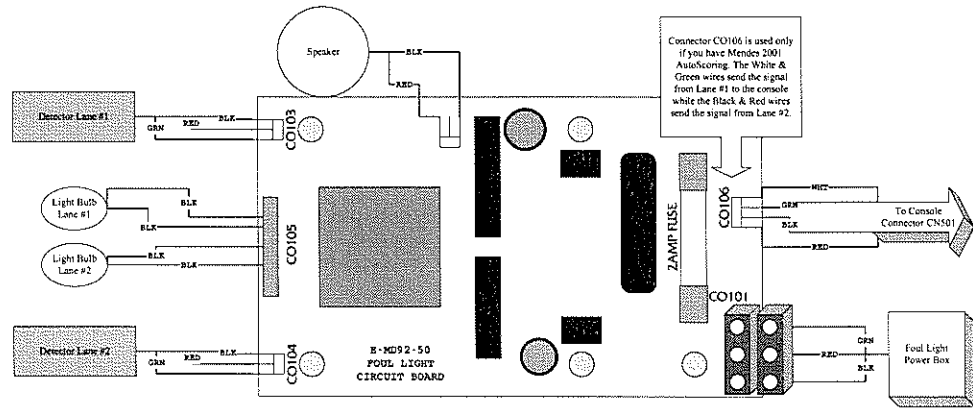 Speaker
BLK
RED
Connector CO106 is used only
if you have Mendes 2001
AutoScoring. The White &
Green wires send the signal
from Lane #1 to the console
while the Black & Red wires
send the signal from Lane #2.
Detector Lane #1
BLK
RED
GRN
CO103
Light Bulb
Lane #1
BLK
BLK
Light Bulb
Lane #2
BLK
BLK
CO105
2AMP FUSE
CO106
WHT
GRN
BLK
RED
To Console
Connector CN501
CO101
Detector Lane #2
BLK
RED
GRN
CO104
E-MD92-50
FOUL LIGHT
CIRCUIT BOARD
GRN
RED
BLK
Foul Light
Power Box